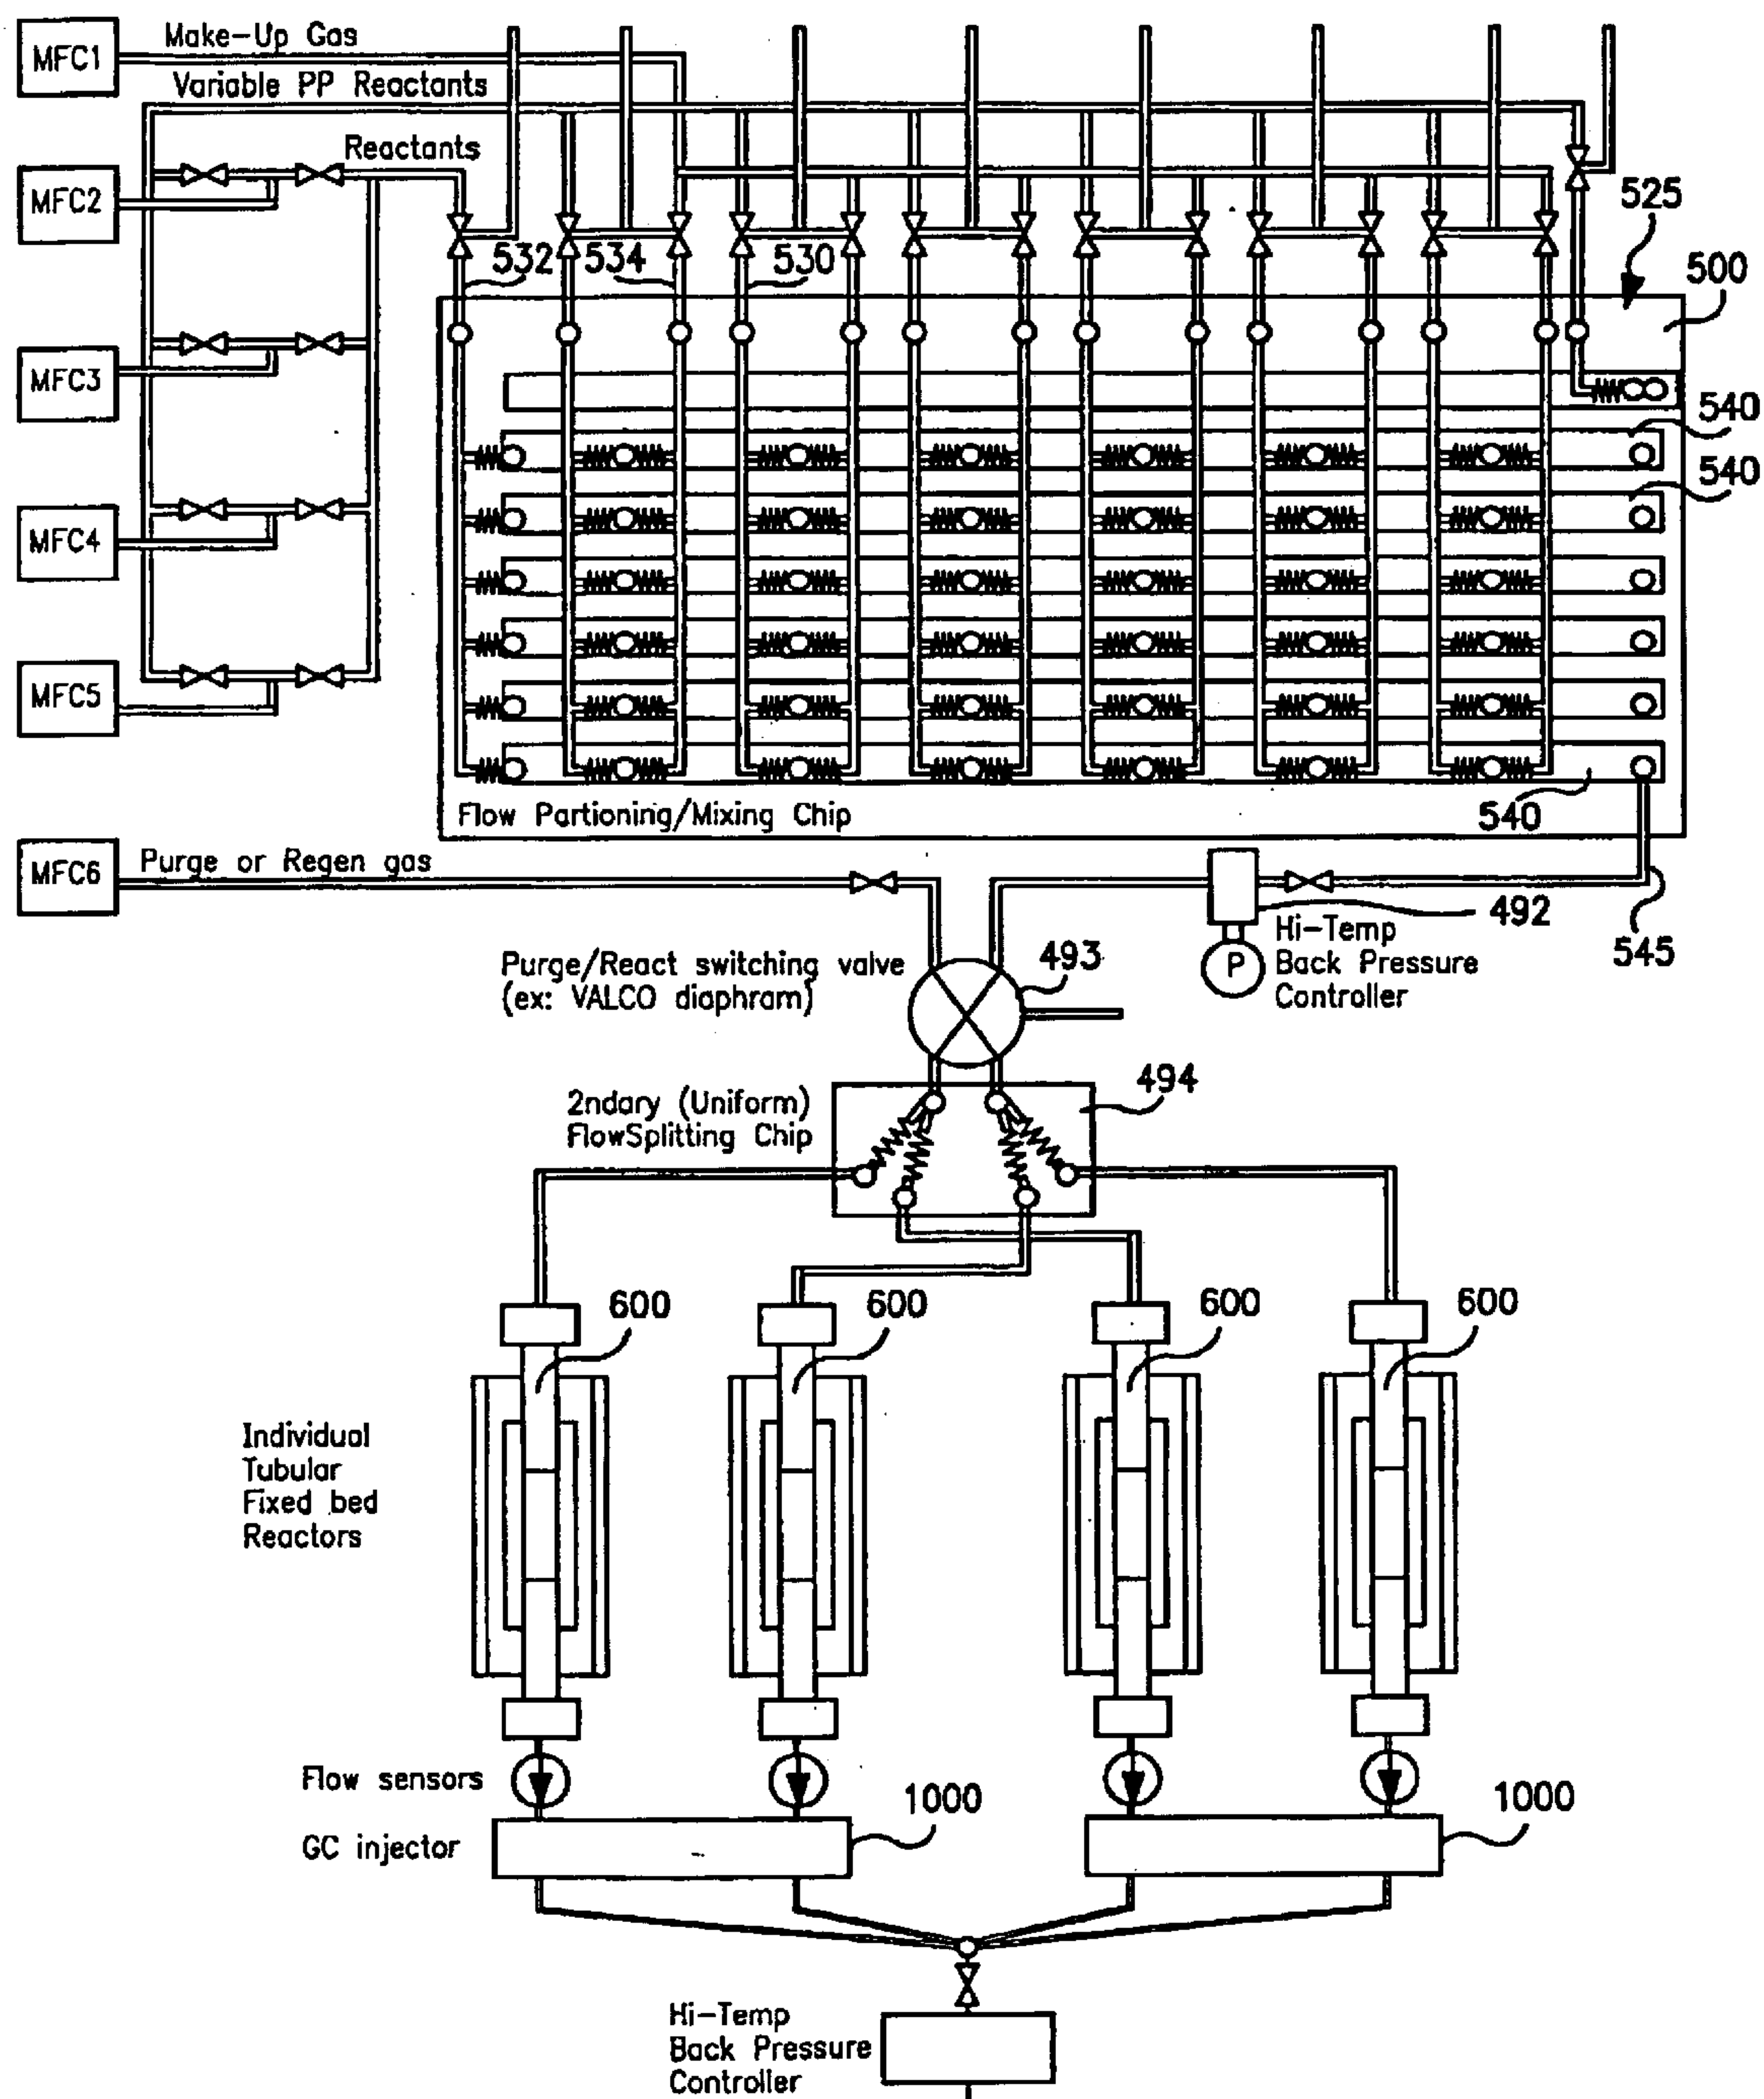 MFC1
Make-Up Gas
Variable PP Reactants
Reactants
MFC2
MFC3
MFC4
MFC5
532
534
530
525
500
540
540
540
Flow Partioning/Mixing Chip
MFC6
Purge or Regen gas
492
545
P
Hi-Temp
Back Pressure
Controller
Purge/React switching valve
(ex: VALCO diaphram)
493
494
2ndary (Uniform)
FlowSplitting Chip
600
600
600
600
Individual
Tubular
Fixed bed
Reactors
Flow sensors
GC injector
1000
1000
Hi-Temp
Back Pressure
Controller